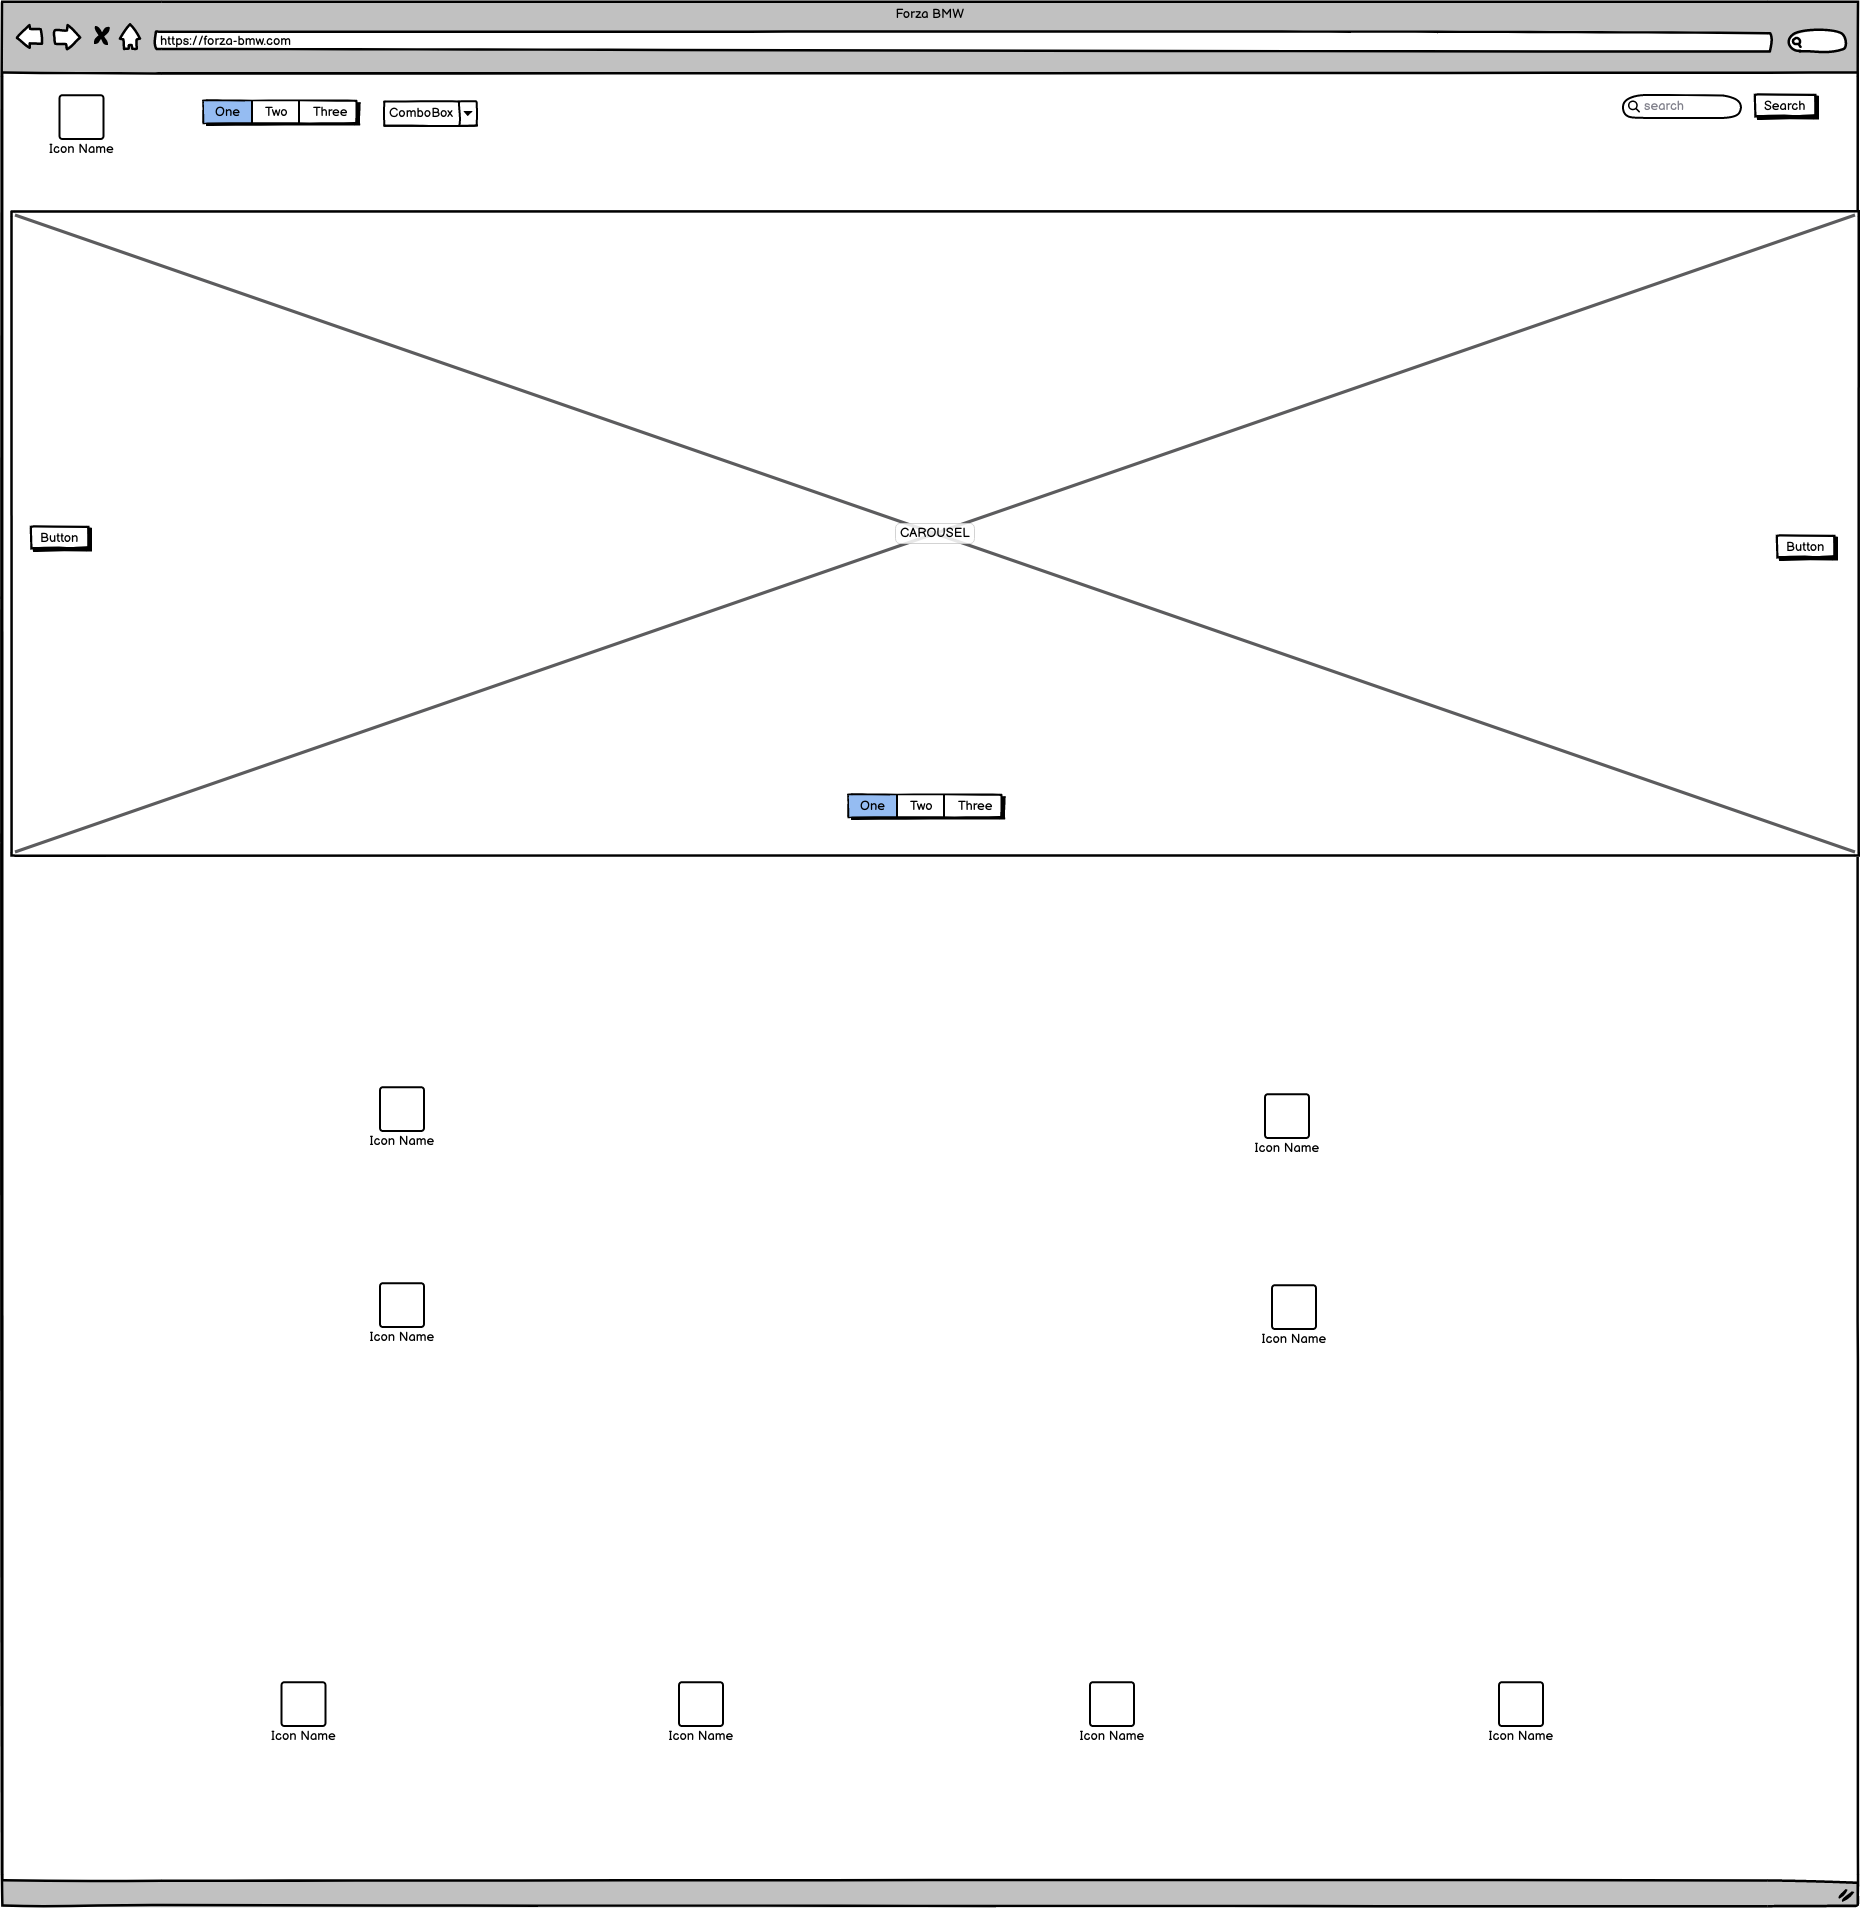 Forza BMW
https://forza-bmw.com
One Two Three ComboBox search Search
Icon Name
CAROUSEL
Button Button
One Two Three
Icon Name Icon Name
Icon Name Icon Name
Icon Name Icon Name Icon Name Icon Name